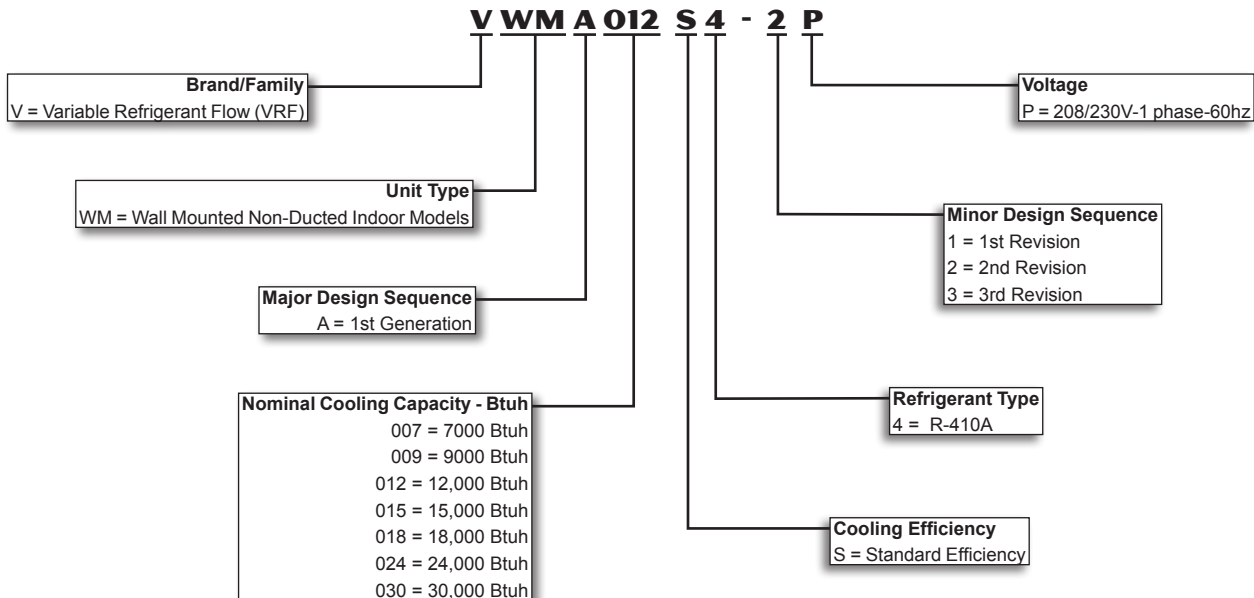 V WM A 012 S 4 - 2 P
Brand/Family
V = Variable Refrigerant Flow (VRF)
Unit Type
WM = Wall Mounted Non-Ducted Indoor Models
Major Design Sequence
A = 1st Generation
Nominal Cooling Capacity - Btuh
007 = 7000 Btuh
009 = 9000 Btuh
012 = 12,000 Btuh
015 = 15,000 Btuh
018 = 18,000 Btuh
024 = 24,000 Btuh
030 = 30,000 Btuh
Voltage
P = 208/230V-1 phase-60hz
Minor Design Sequence
1 = 1st Revision
2 = 2nd Revision
3 = 3rd Revision
Refrigerant Type
4 = R-410A
Cooling Efficiency
S = Standard Efficiency